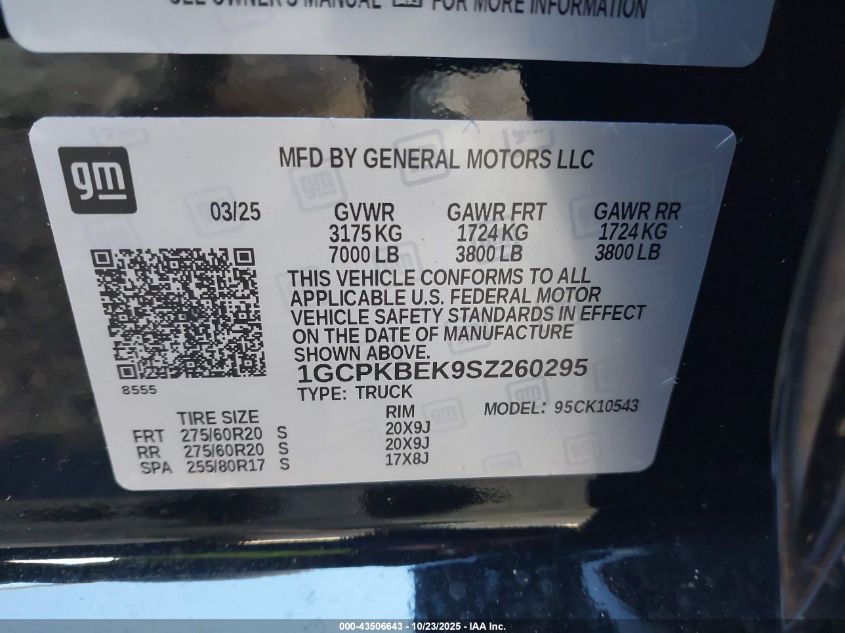 SEE OWNER'S MANUAL FOR MORE INFORMATION
gm
MFD BY GENERAL MOTORS LLC
03/25 GVWR GAWR FRT GAWR RR
3175 KG 1724 KG 1724 KG
7000 LB 3800 LB 3800 LB
THIS VEHICLE CONFORMS TO ALL
APPLICABLE U.S. FEDERAL MOTOR
VEHICLE SAFETY STANDARDS IN EFFECT
ON THE DATE OF MANUFACTURE
SHOWN ABOVE.
8555
1GCPKBEK9SZ260295
TYPE: TRUCK
MODEL: 95CK10543
TIRE SIZE RIM
FRT 275/60R20 S 20X9J
RR 275/60R20 S 20X9J
SPA 255/80R17 S 17X8J
000-43506643 - 10/23/2025 - IAA Inc.